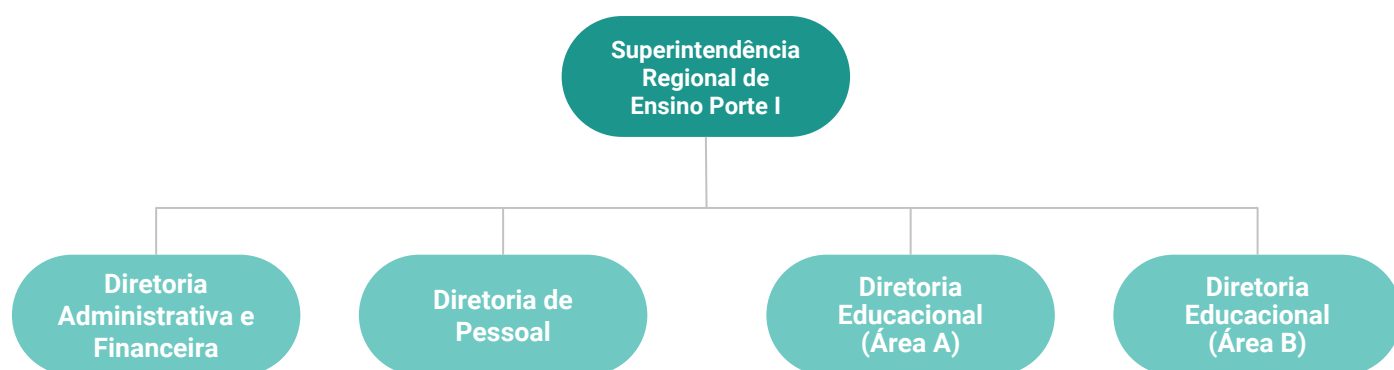 Superintendência
Regional de
Ensino Porte I
Diretoria
Administrativa e
Financeira
Diretoria de
Pessoal
Diretoria
Educacional
(Área A)
Diretoria
Educacional
(Área B)